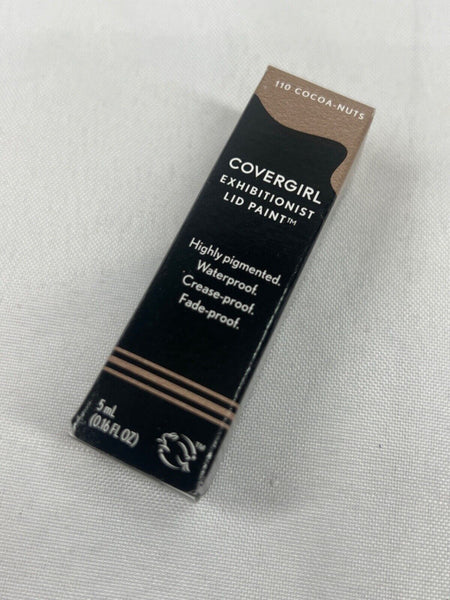 110 COCOA-NUTS
COVERGIRL
EXHIBITIONIST
LID PAINT™
Highly pigmented.
Waterproof.
Crease-proof.
Fade-proof.
5 mL
(0.16 FL OZ)
™